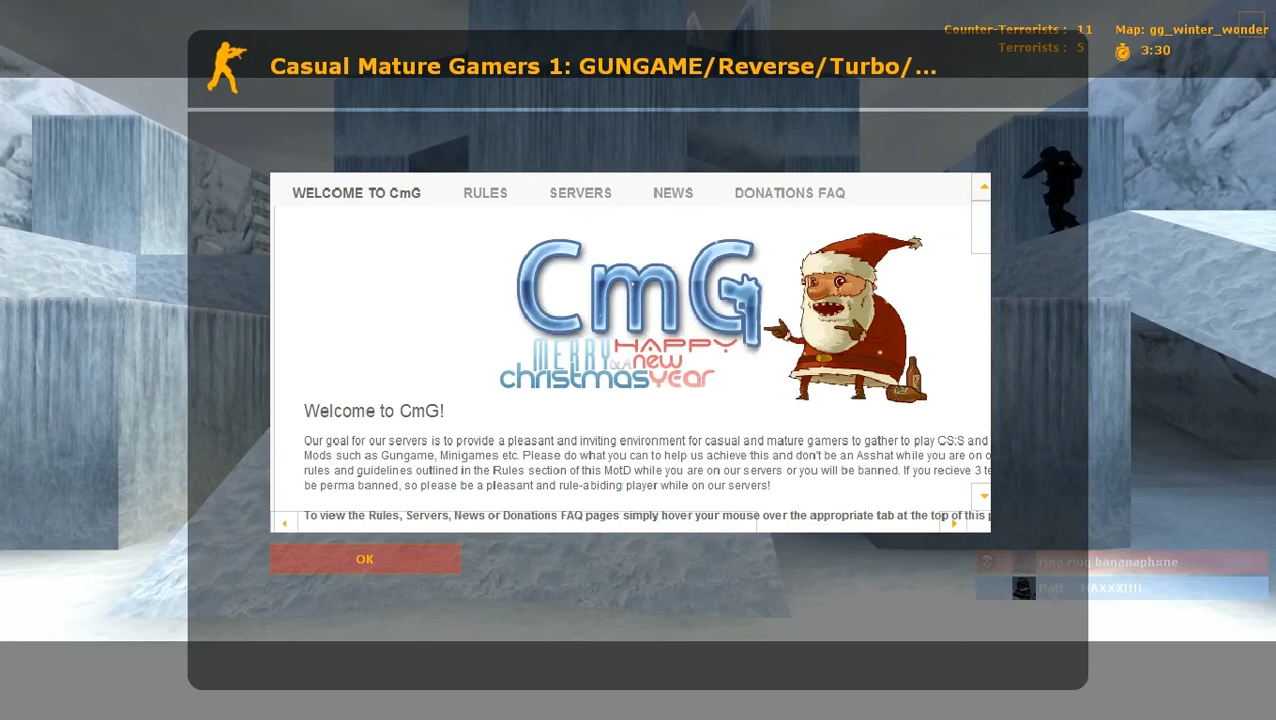 Counter-Terrorists : 11
Map: gg_winter_wonder
Terrorists : 5
3:30
Casual Mature Gamers 1: GUNGAME/Reverse/Turbo/...
WELCOME TO CmG
RULES
SERVERS
NEWS
DONATIONS FAQ
CmG
MERRY
HAPPY
new
christmas
YEAR
Welcome to CmG!
Our goal for our servers is to provide a pleasant and inviting environment for casual and mature gamers to gather to play CS:S and
Mods such as Gungame, Minigames etc. Please do what you can to help us achieve this and don't be an Asshat while you are on o
rules and guidelines outlined in the Rules section of this MotD while you are on our servers or you will be banned. If you recieve 3 te
be perma banned, so please be a pleasant and rule-abiding player while on our servers!
To view the Rules, Servers, News or Donations FAQ pages simply hover your mouse over the appropriate tab at the top of this p
OK
ring ring bananaph¤ne
HAXXX!!!!